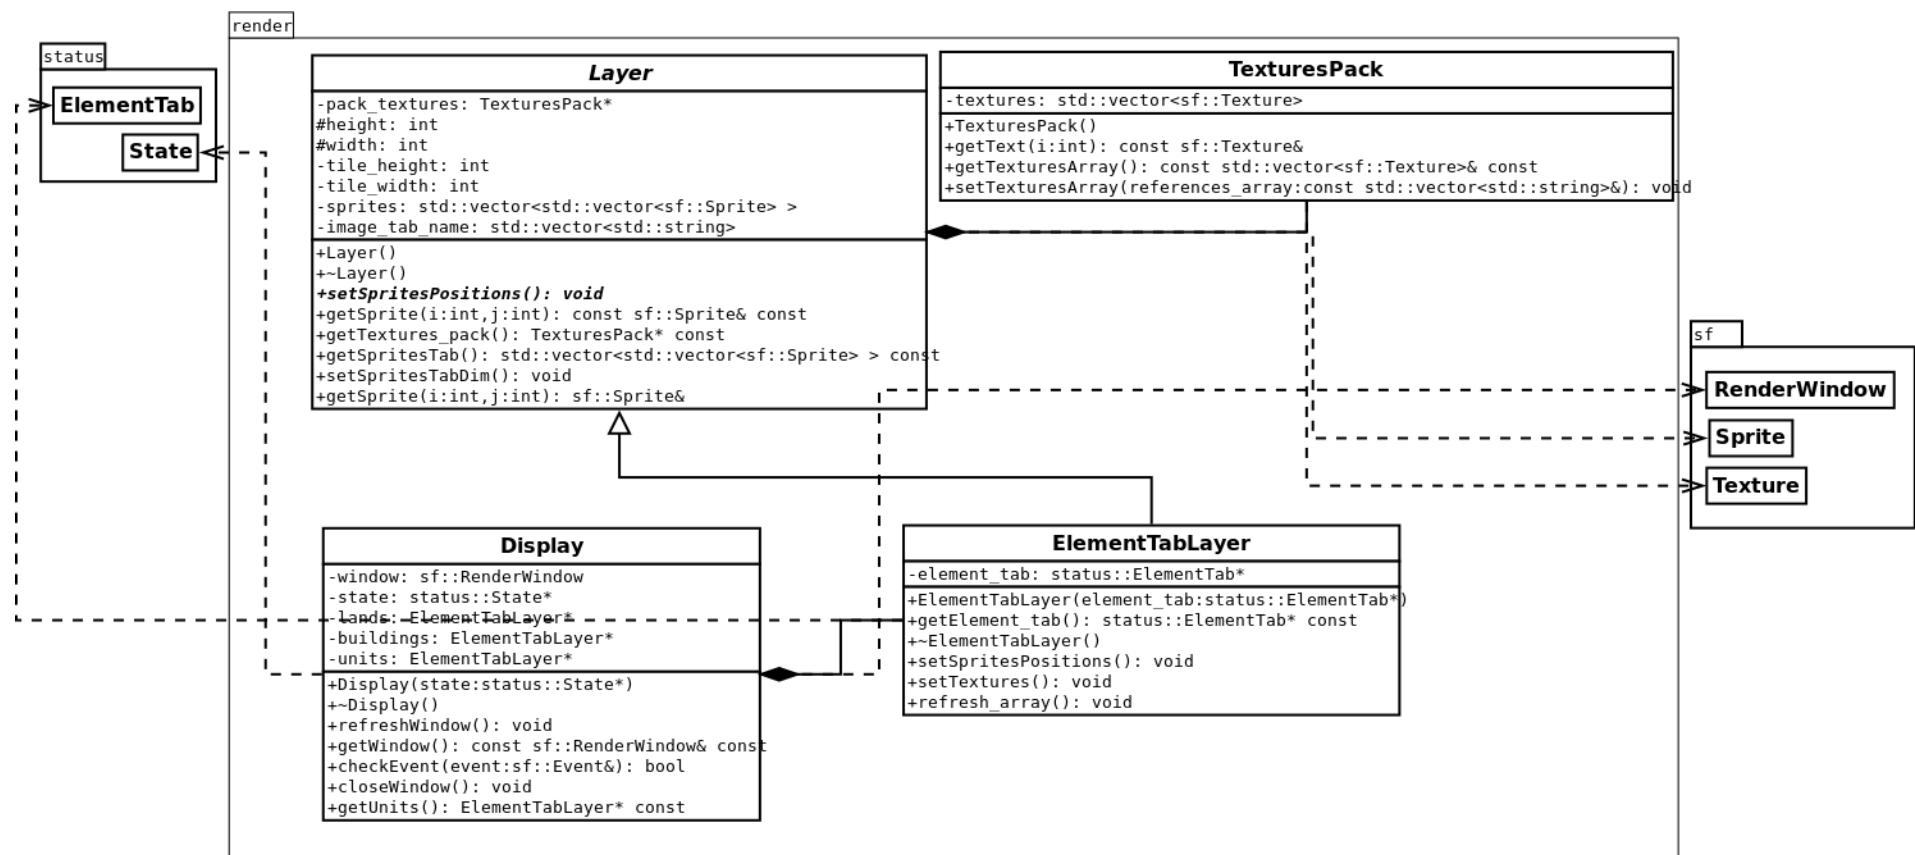 render
status
ElementTab
State
Layer
-pack_textures: TexturesPack*
#height: int
#width: int
-tile_height: int
-tile_width: int
-sprites: std::vector<std::vector<sf::Sprite> >
-image_tab_name: std::vector<std::string>
+Layer()
+~Layer()
+setSpritesPositions(): void
+getSprite(i:int,j:int): const sf::Sprite& const
+getTextures_pack(): TexturesPack* const
+getSpritesTab(): std::vector<std::vector<sf::Sprite> > const
+setSpritesTabDim(): void
+getSprite(i:int,j:int): sf::Sprite&
TexturesPack
-textures: std::vector<sf::Texture>
+TexturesPack()
+getText(i:int): const sf::Texture&
+getTexturesArray(): const std::vector<sf::Texture>& const
+setTexturesArray(references_array:const std::vector<std::string>&): void
sf
RenderWindow
Sprite
Texture
Display
-window: sf::RenderWindow
-state: status::State*
-lands: ElementTabLayer*
-buildings: ElementTabLayer*
-units: ElementTabLayer*
+Display(state:status::State*)
+~Display()
+refreshWindow(): void
+getWindow(): const sf::RenderWindow& const
+checkEvent(event:sf::Event&): bool
+closeWindow(): void
+getUnits(): ElementTabLayer* const
ElementTabLayer
-element_tab: status::ElementTab*
+ElementTabLayer(element_tab:status::ElementTab*)
+getElement_tab(): status::ElementTab* const
+~ElementTabLayer()
+setSpritesPositions(): void
+setTextures(): void
+refresh_array(): void